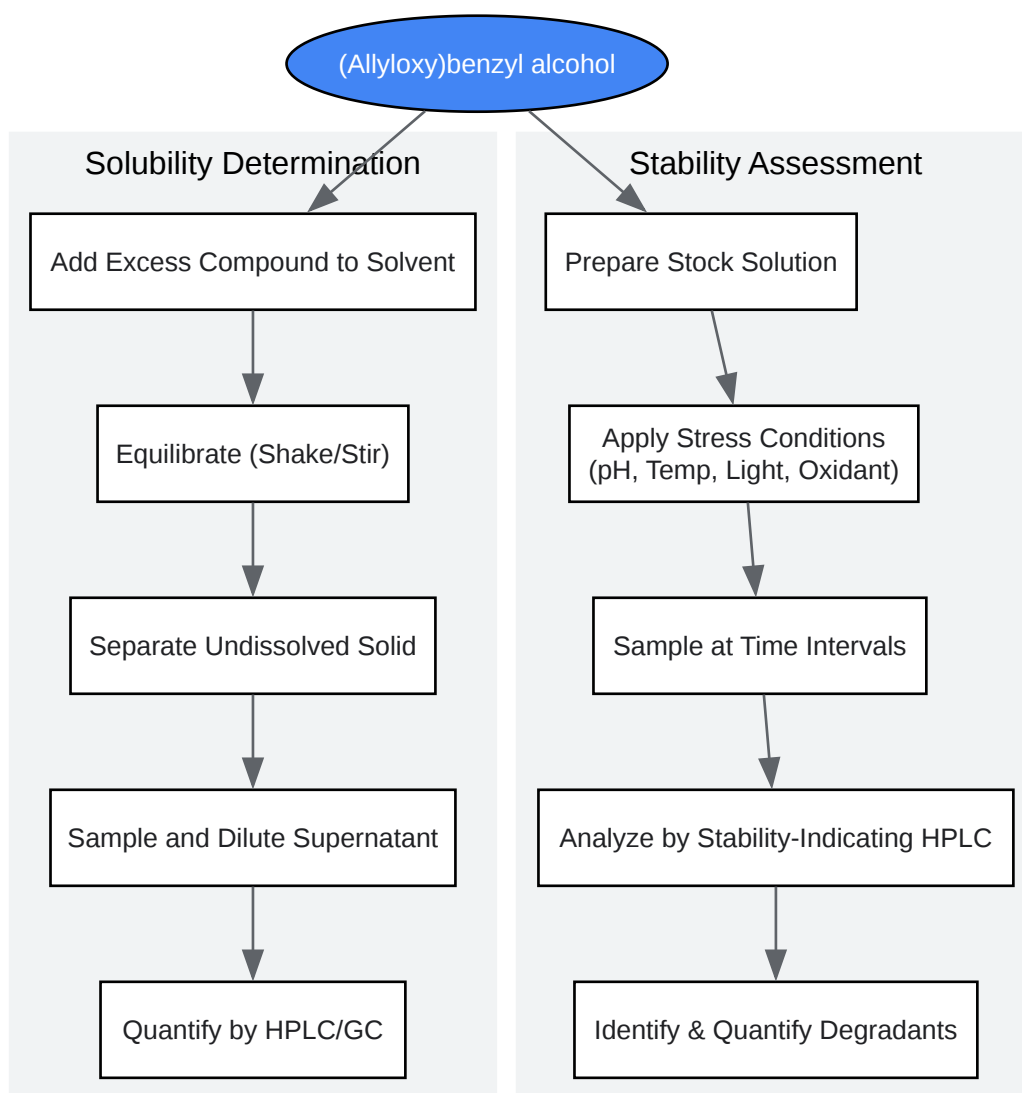 (Allyloxy)benzyl alcohol
Solubility Determination
Add Excess Compound to Solvent
Equilibrate (Shake/Stir)
Separate Undissolved Solid
Sample and Dilute Supernatant
Quantify by HPLC/GC
Stability Assessment
Prepare Stock Solution
Apply Stress Conditions
(pH, Temp, Light, Oxidant)
Sample at Time Intervals
Analyze by Stability-Indicating HPLC
Identify & Quantify Degradants